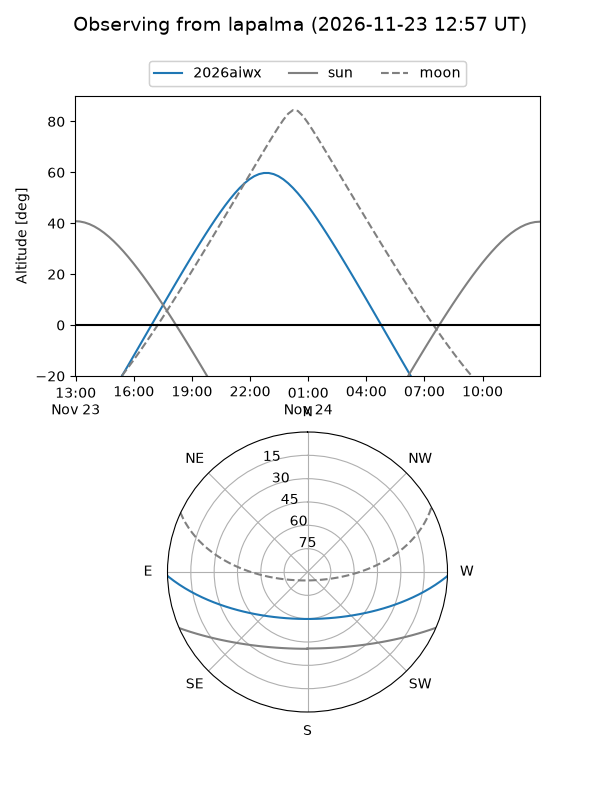 Observing from lapalma (2026-11-23 12:57 UT)
2026aiwx sun moon
Altitude [deg]
80
60
40
20
0
−20
13:00 16:00 19:00 22:00 01:00 04:00 07:00 10:00
Nov 23 Nov 24
N
NE NW
15
30
45
60
75
E W
SE SW
S